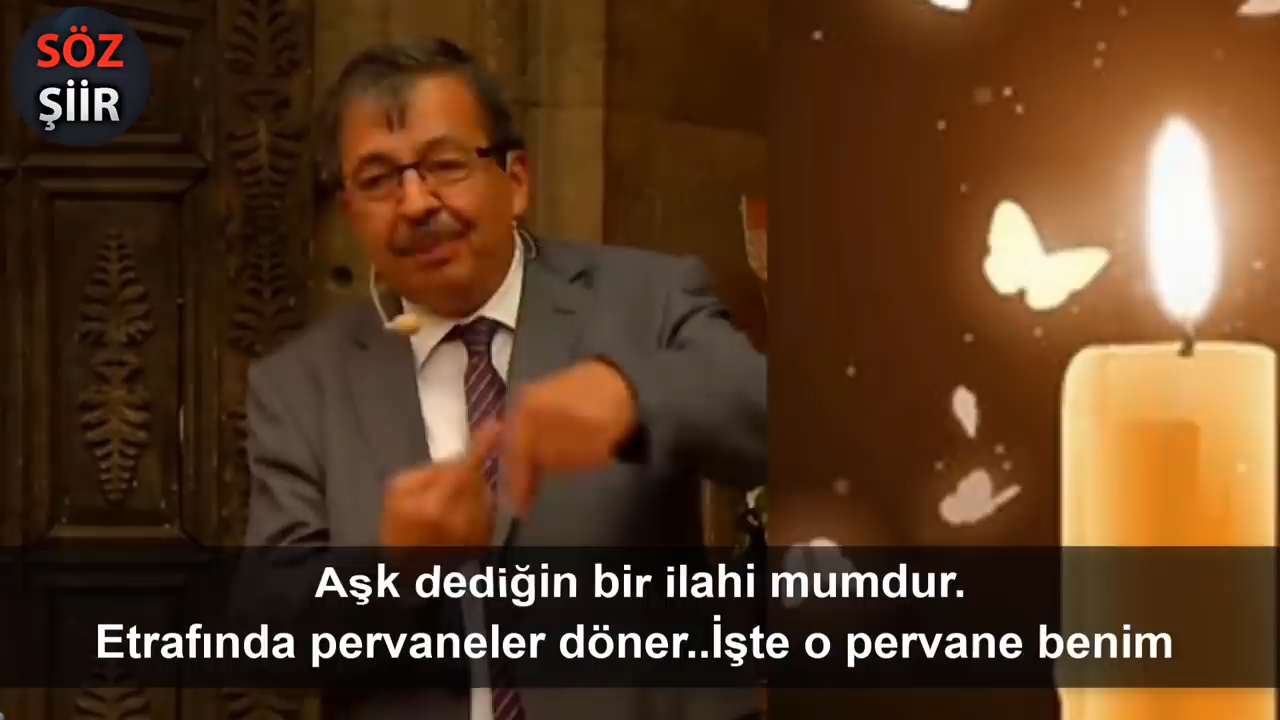 SÖZ
ŞİİR
Aşk dediğin bir ilahi mumdur.
Etrafında pervaneler döner..İşte o pervane benim